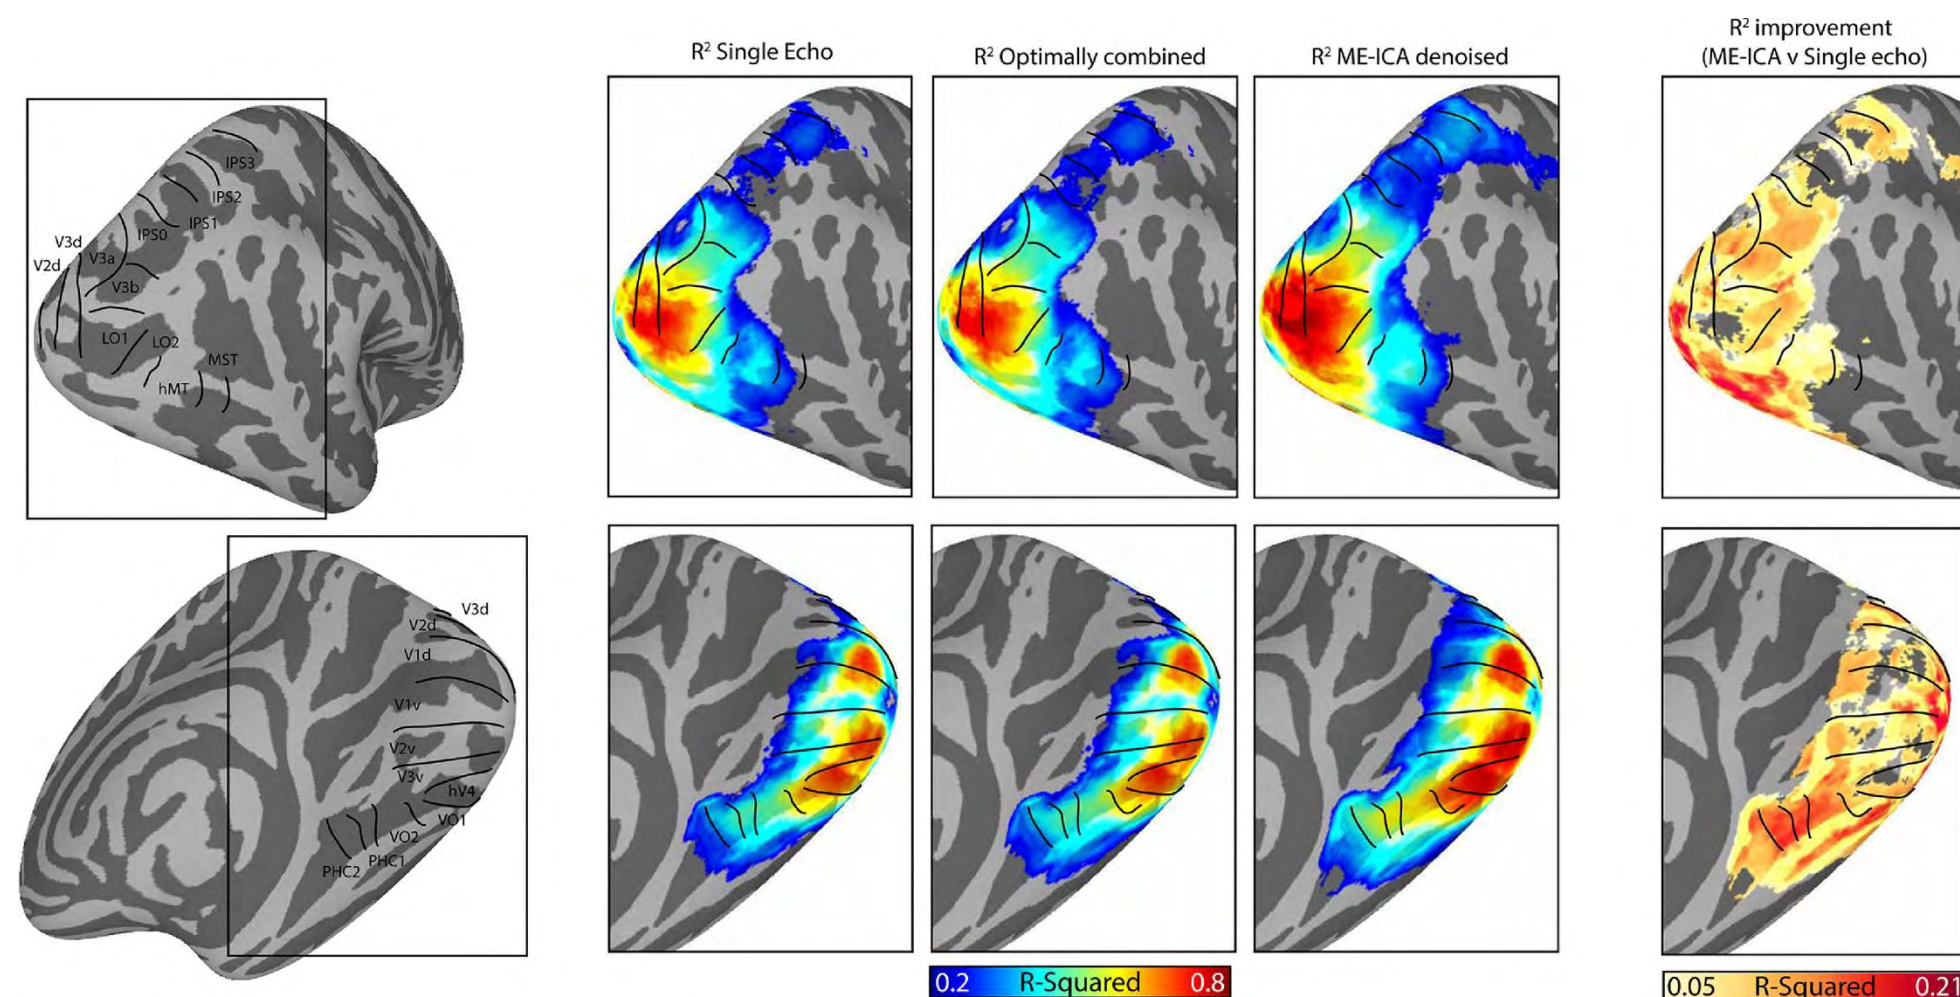 R² Single Echo
R² Optimally combined
R² ME-ICA denoised
R² improvement
(ME-ICA v Single echo)
IPS3
IPS2
IPS1
IPS0
V3d
V2d
V3a
V3b
LO1
LO2
MST
hMT
V3d
V2d
V1d
V1v
V2v
V3v
hV4
VO1
VO2
PHC1
PHC2
0.2 R-Squared 0.8
0.05 R-Squared 0.21